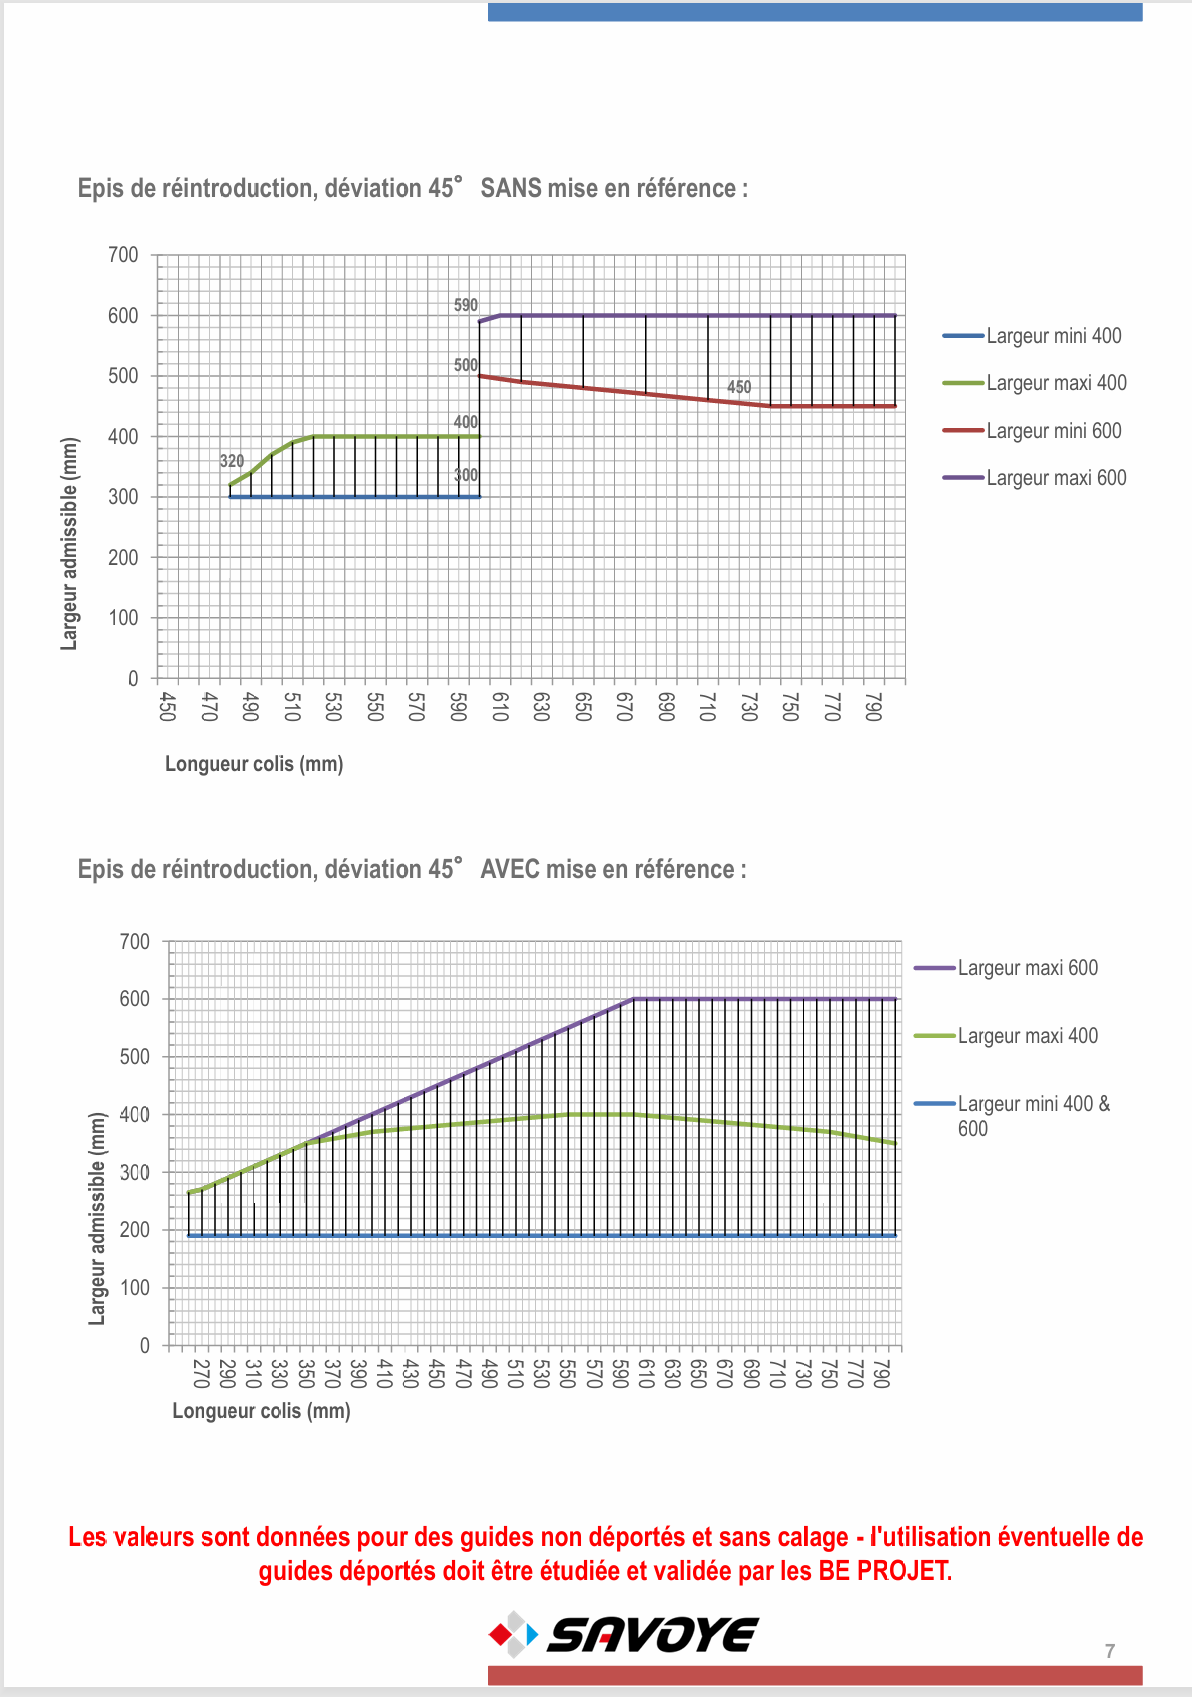 Epis de réintroduction, déviation 45° SANS mise en référence :
700
600
500
400
300
200
100
0
Largeur admissible (mm)
590
500
400
300
320
450
450 470 490 510 530 550 570 590 610 630 650 670 690 710 730 750 770 790
Longueur colis (mm)
Largeur mini 400
Largeur maxi 400
Largeur mini 600
Largeur maxi 600
Epis de réintroduction, déviation 45° AVEC mise en référence :
700
600
500
400
300
200
100
0
Largeur admissible (mm)
270 290 310 330 350 370 390 410 430 450 470 490 510 530 550 570 590 610 630 650 670 690 710 730 750 770 790
Longueur colis (mm)
Largeur maxi 600
Largeur maxi 400
Largeur mini 400 &
600
Les valeurs sont données pour des guides non déportés et sans calage - l'utilisation éventuelle de
guides déportés doit être étudiée et validée par les BE PROJET.
SAVOYE
7